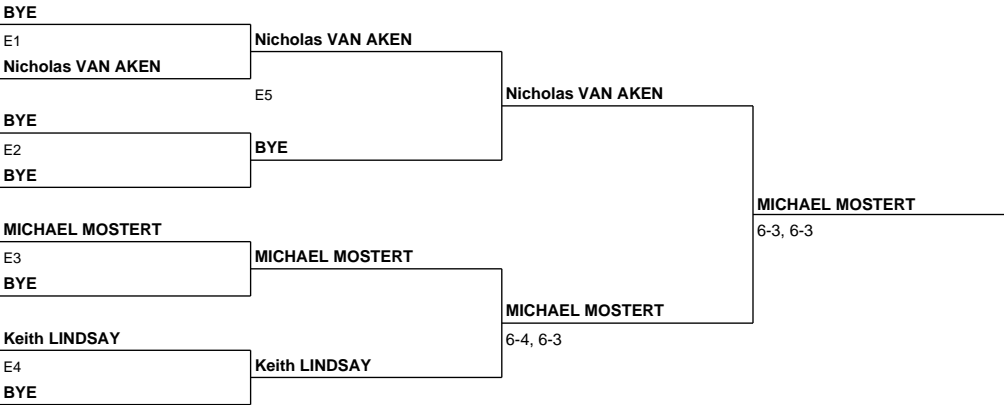 BYE
E1
Nicholas VAN AKEN
BYE
E2
BYE
MICHAEL MOSTERT
E3
BYE
Keith LINDSAY
E4
BYE
Nicholas VAN AKEN
E5
BYE
MICHAEL MOSTERT
Keith LINDSAY
Nicholas VAN AKEN
MICHAEL MOSTERT
6-4, 6-3
MICHAEL MOSTERT
6-3, 6-3